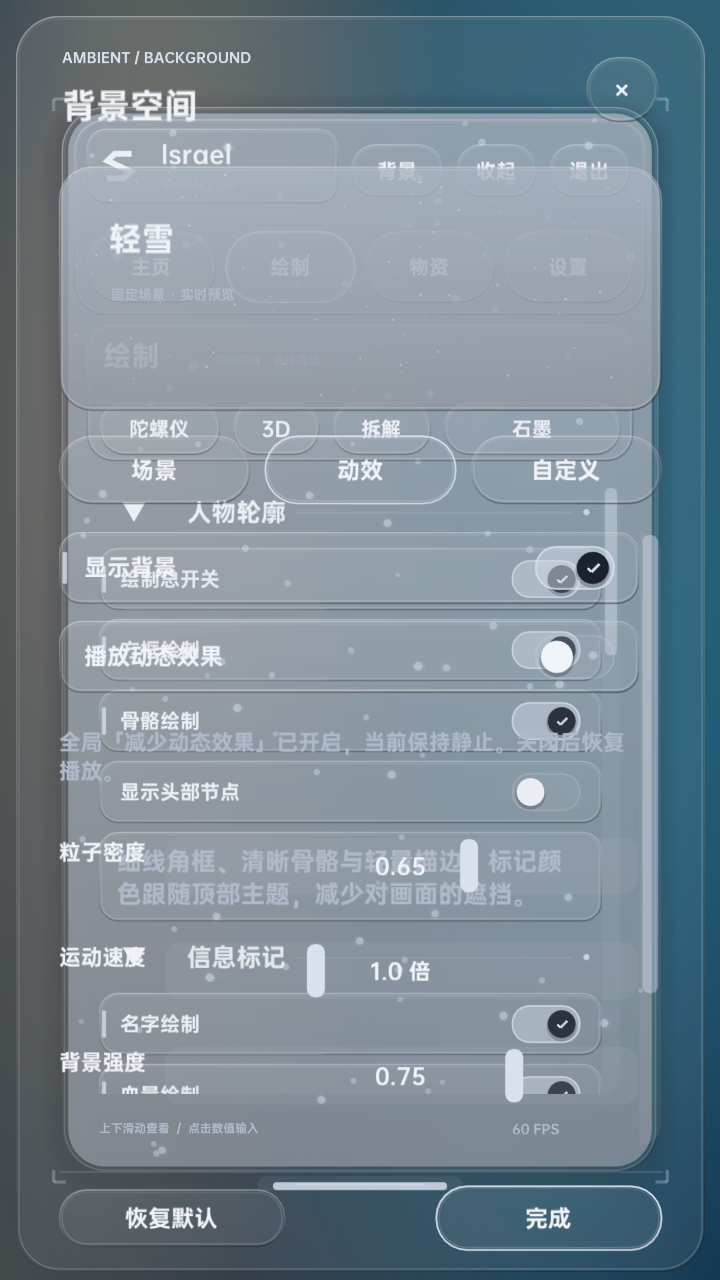 AMBIENT / BACKGROUND
背景空间
Israel
背景
收起
退出
轻雪
主页
绘制
物资
设置
固定场景 · 实时预览
绘制
陀螺仪
3D
拆解
石墨
场景
动效
自定义
人物轮廓
显示背景
绘制总开关
方框绘制
播放动态效果
骨骼绘制
全局「减少动态效果」已开启，当前保持静止。关闭后恢复
播放。
显示头部节点
粒子密度
0.65
细线角框、清晰骨骼与轻量描边，标记颜
色跟随顶部主题，减少对画面的遮挡。
运动速度
信息标记
1.0 倍
名字绘制
背景强度
0.75
血量绘制
上下滑动查看 / 点击数值输入
60 FPS
恢复默认
完成